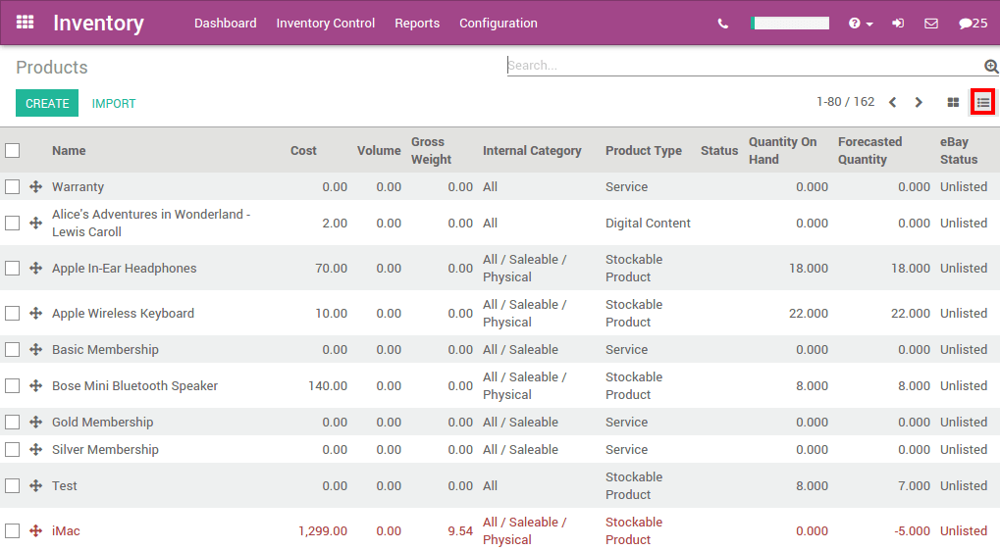 Inventory Dashboard Inventory Control Reports Configuration 25
Products Search...
CREATE IMPORT 1-80 / 162
Name Cost Volume Gross Weight Internal Category Product Type Status Quantity On Hand Forecasted Quantity eBay Status
Warranty 0.00 0.00 0.00 All Service 0.000 0.000 Unlisted
Alice's Adventures in Wonderland - Lewis Caroll 2.00 0.00 0.00 All Digital Content 0.000 0.000 Unlisted
Apple In-Ear Headphones 70.00 0.00 0.00 All / Saleable / Physical Stockable Product 18.000 18.000 Unlisted
Apple Wireless Keyboard 10.00 0.00 0.00 All / Saleable / Physical Stockable Product 22.000 22.000 Unlisted
Basic Membership 0.00 0.00 0.00 All / Saleable Service 0.000 0.000 Unlisted
Bose Mini Bluetooth Speaker 140.00 0.00 0.00 All / Saleable / Physical Stockable Product 8.000 8.000 Unlisted
Gold Membership 0.00 0.00 0.00 All / Saleable Service 0.000 0.000 Unlisted
Silver Membership 0.00 0.00 0.00 All / Saleable Service 0.000 0.000 Unlisted
Test 0.00 0.00 0.00 All Stockable Product 8.000 7.000 Unlisted
iMac 1,299.00 0.00 9.54 All / Saleable / Physical Stockable Product 0.000 -5.000 Unlisted